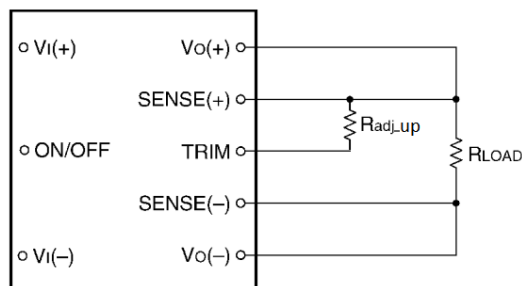 VI(+) VO(+)
SENSE(+)
Radj_up
ON/OFF TRIM RLOAD
SENSE(–)
VI(–) VO(–)